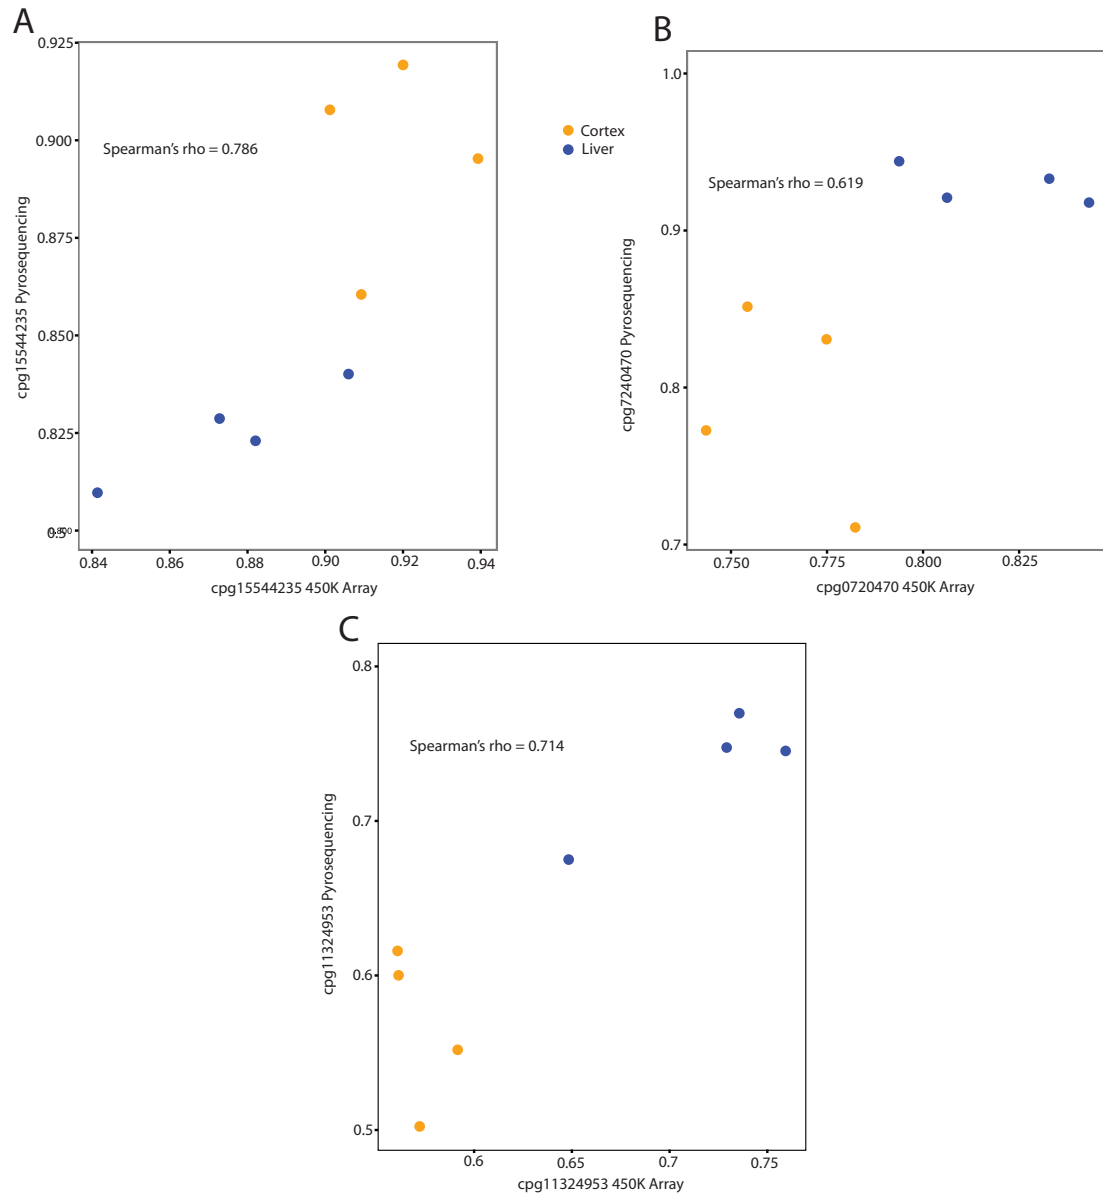 A
0.925
0.900
0.875
0.850
0.825
0.800
0.5
Spearman's rho = 0.786
cpg15544235 Pyrosequencing
0.84 0.86 0.88 0.90 0.92 0.94
cpg15544235 450K Array
Cortex
Liver
B
1.0
0.9
0.8
0.7
Spearman's rho = 0.619
cpg7240470 Pyrosequencing
0.750 0.775 0.800 0.825
cpg0720470 450K Array
C
0.8
0.7
0.6
0.5
Spearman's rho = 0.714
cpg11324953 Pyrosequencing
0.6 0.65 0.7 0.75
cpg11324953 450K Array